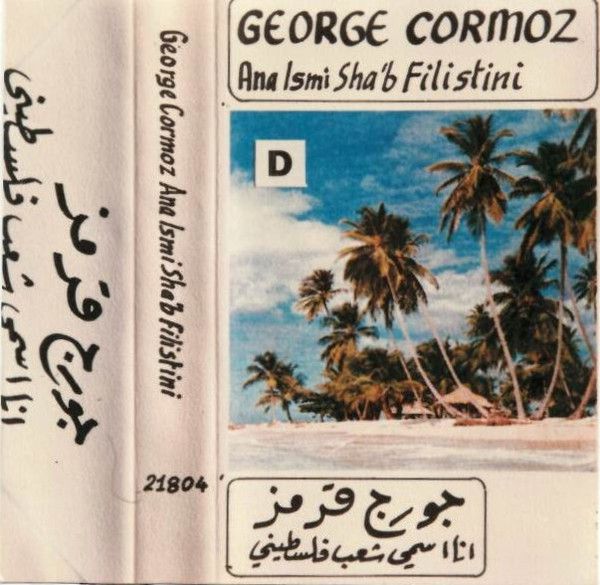 GEORGE CORMOZ
Ana Ismi Sha'b Filistini
D
جورج قرمز
انا اسمي شعب فلسطيني
George Cormoz Ana Ismi Sha'b Filistini
21804
جورج قرمز
انا اسمي شعب فلسطيني